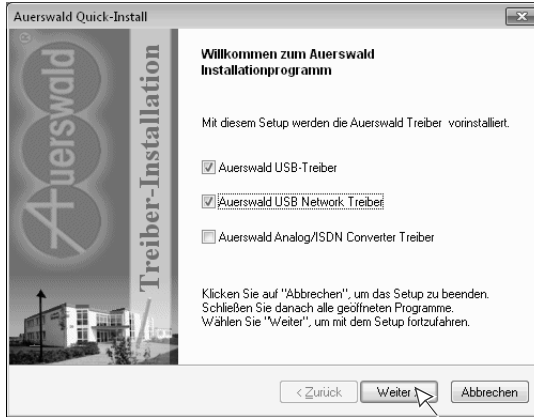 Auerswald Quick-Install
Auerswald
Treiber-Installation
Willkommen zum Auerswald
Installationprogramm
Mit diesem Setup werden die Auerswald Treiber vorinstalliert.
Auerswald USB-Treiber
Auerswald USB Network Treiber
Auerswald Analog/ISDN Converter Treiber
Klicken Sie auf "Abbrechen", um das Setup zu beenden.
Schließen Sie danach alle geöffneten Programme.
Wählen Sie "Weiter", um mit dem Setup fortzufahren.
< Zurück
Weiter
Abbrechen